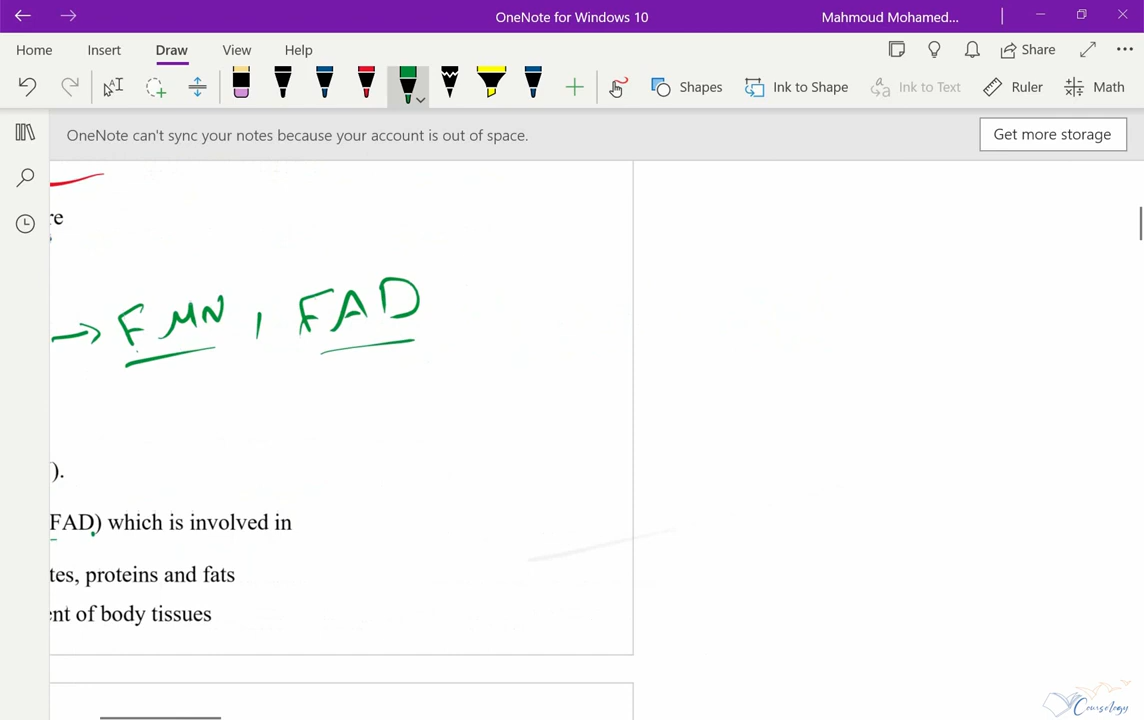 OneNote for Windows 10
Mahmoud Mohamed...
Home Insert Draw View Help
Share
Shapes Ink to Shape Ink to Text Ruler Math
OneNote can't sync your notes because your account is out of space.
Get more storage
re
→ FMN, FAD
).
FAD) which is involved in
tes, proteins and fats
ent of body tissues
Courology